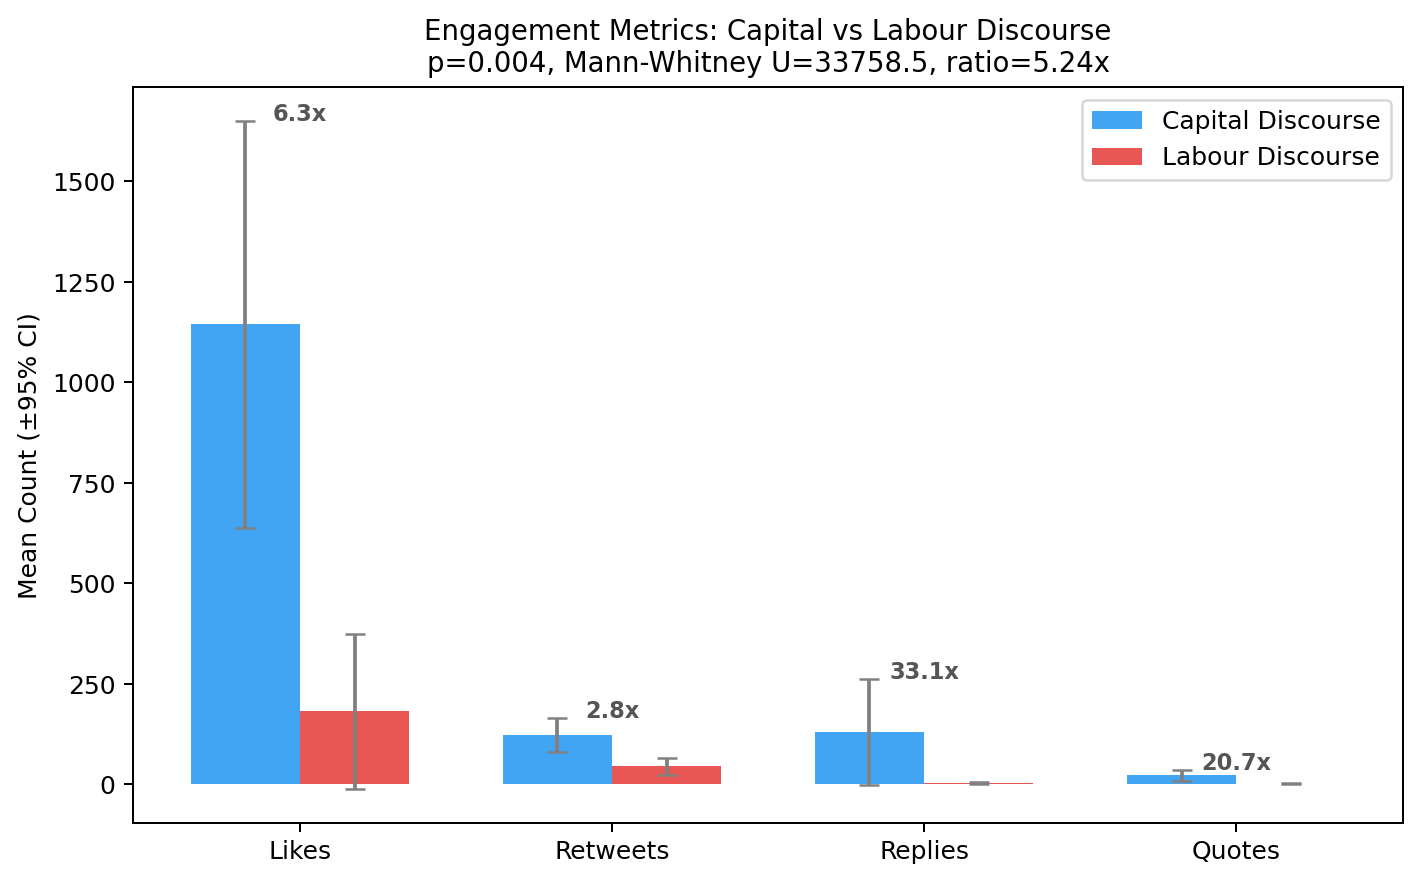 Engagement Metrics: Capital vs Labour Discourse
p=0.004, Mann-Whitney U=33758.5, ratio=5.24x
Capital Discourse
Labour Discourse
Mean Count (±95% CI)
1500
1250
1000
750
500
250
0
6.3x
2.8x
33.1x
20.7x
Likes
Retweets
Replies
Quotes